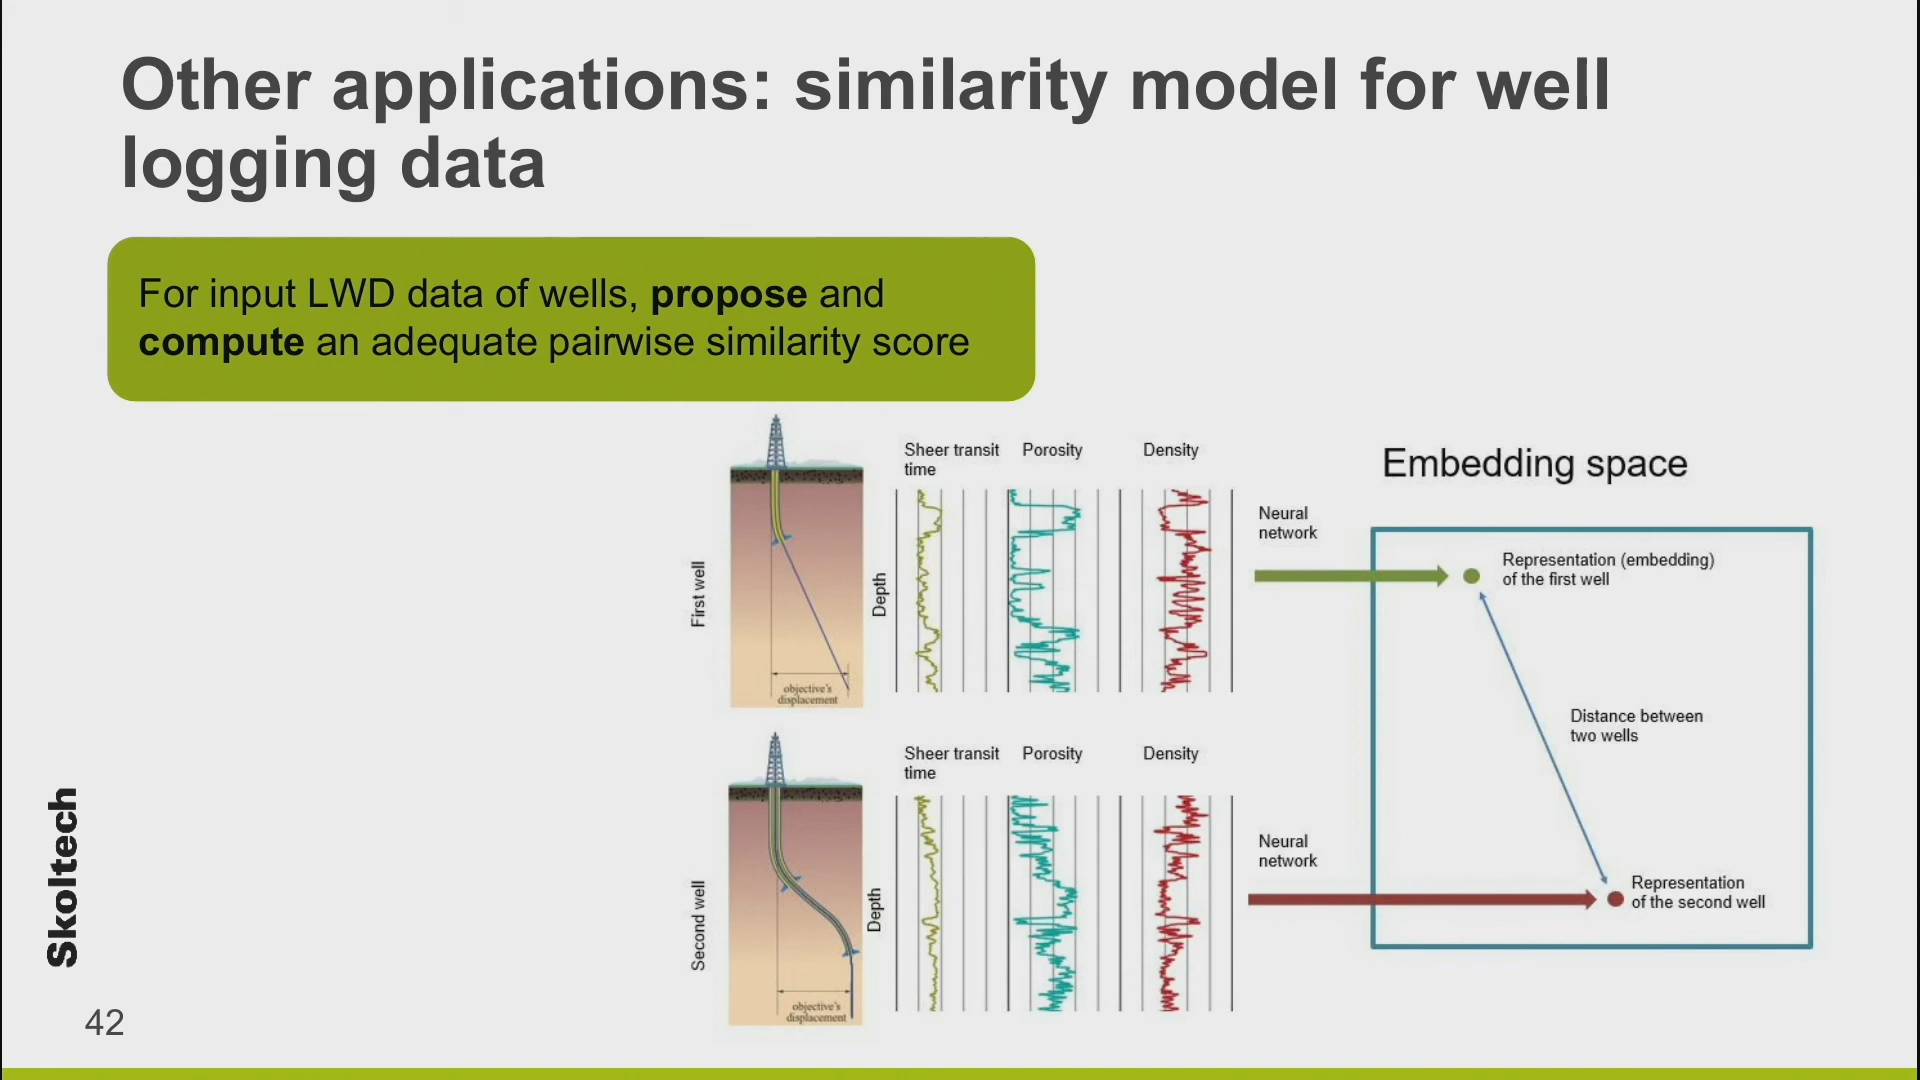 Other applications: similarity model for well
logging data
For input LWD data of wells, propose and
compute an adequate pairwise similarity score
Sheer transit
time
Porosity
Density
First well
Depth
objective's
displacement
Neural
network
Embedding space
Representation (embedding)
of the first well
Distance between
two wells
Sheer transit
time
Porosity
Density
Second well
Depth
objective's
displacement
Neural
network
Representation
of the second well
Skoltech
42